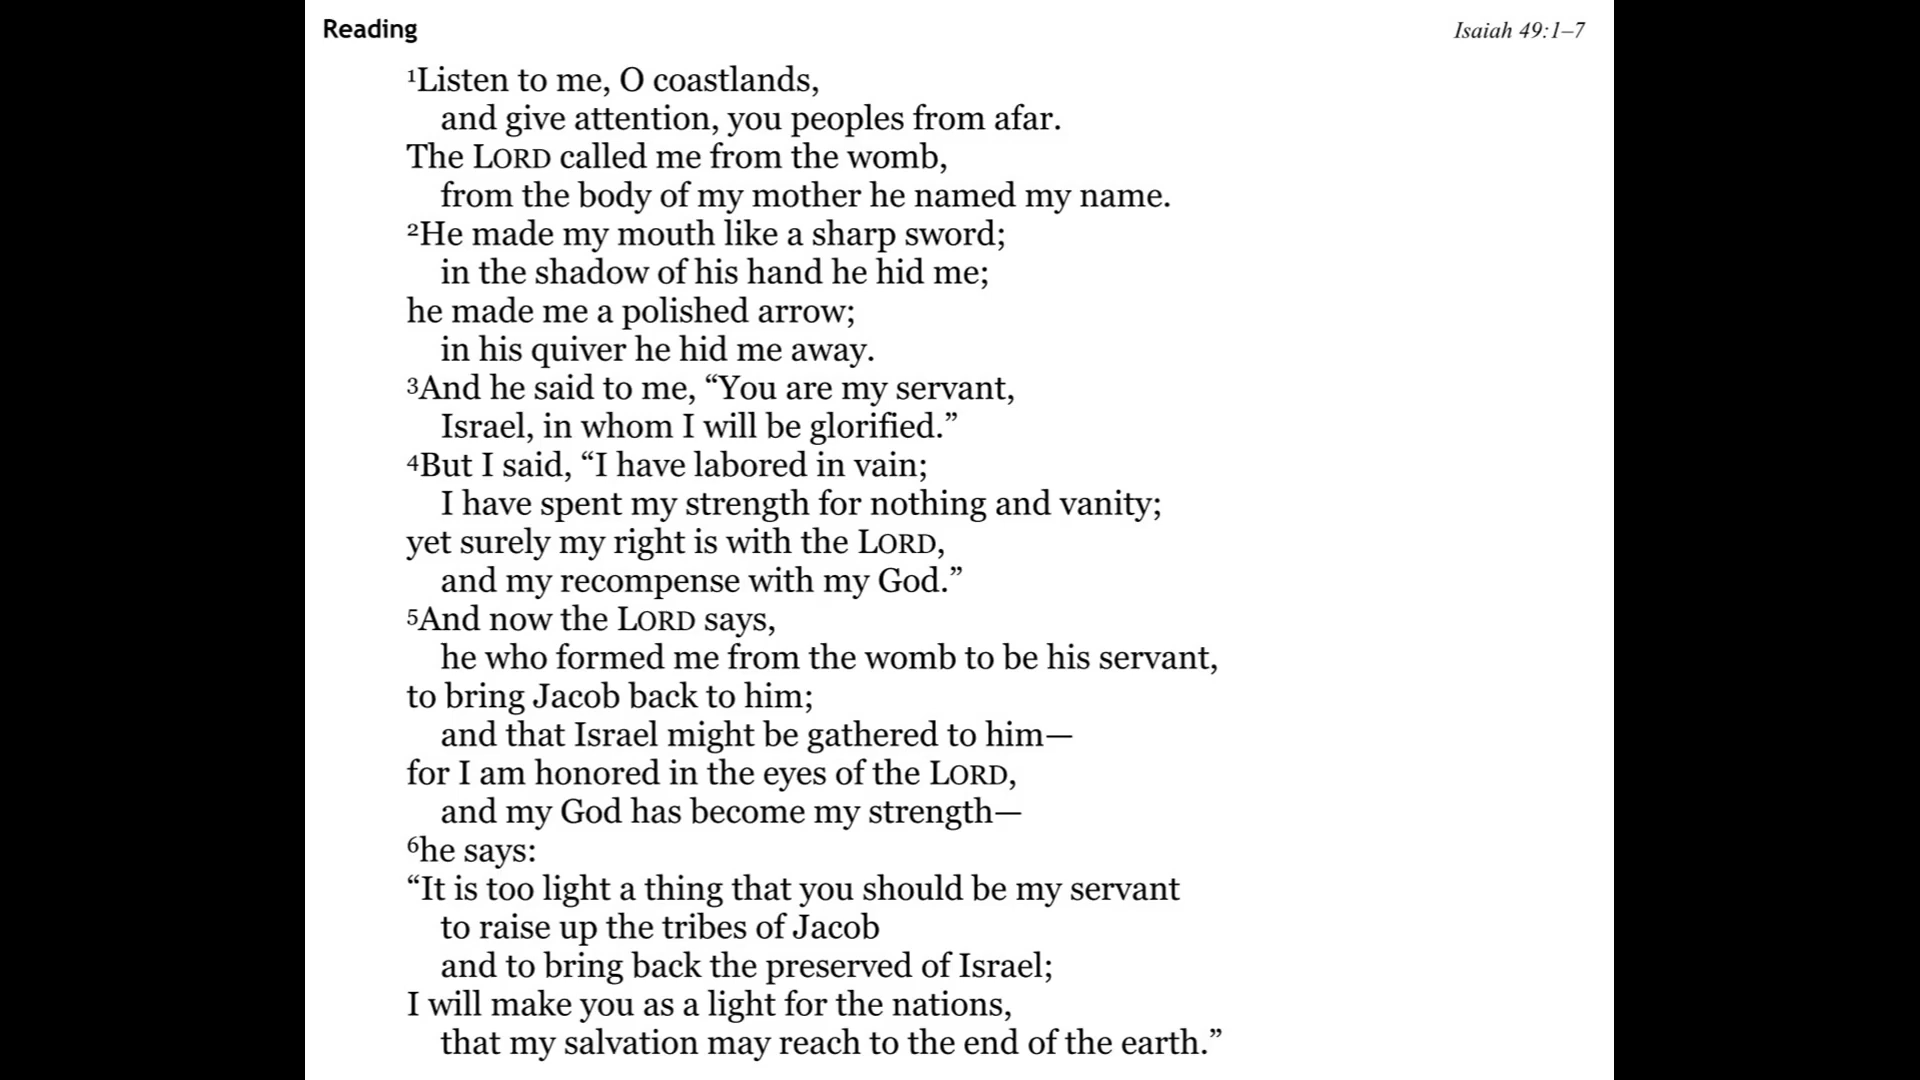 Reading
Isaiah 49:1–7
¹Listen to me, O coastlands,
and give attention, you peoples from afar.
The LORD called me from the womb,
from the body of my mother he named my name.
²He made my mouth like a sharp sword;
in the shadow of his hand he hid me;
he made me a polished arrow;
in his quiver he hid me away.
³And he said to me, “You are my servant,
Israel, in whom I will be glorified.”
⁴But I said, “I have labored in vain;
I have spent my strength for nothing and vanity;
yet surely my right is with the LORD,
and my recompense with my God.”
⁵And now the LORD says,
he who formed me from the womb to be his servant,
to bring Jacob back to him;
and that Israel might be gathered to him—
for I am honored in the eyes of the LORD,
and my God has become my strength—
⁶he says:
“It is too light a thing that you should be my servant
to raise up the tribes of Jacob
and to bring back the preserved of Israel;
I will make you as a light for the nations,
that my salvation may reach to the end of the earth.”